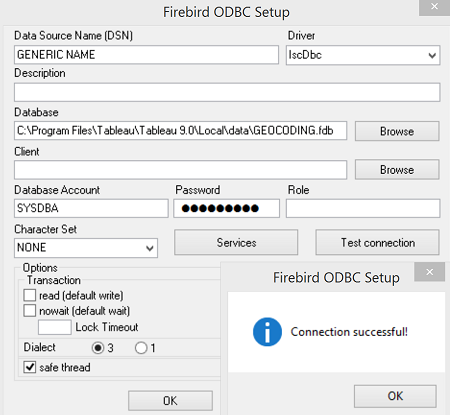 Firebird ODBC Setup
Data Source Name (DSN) Driver
GENERIC NAME IscDbc
Description
Database
C:\Program Files\Tableau\Tableau 9.0\Local\data\GEOCODING.fdb Browse
Client
Browse
Database Account Password Role
SYSDBA
Character Set
NONE Services Test connection
Options
Transaction
read (default write)
nowait (default wait)
Lock Timeout
Dialect 3 1
safe thread
OK
Firebird ODBC Setup
Connection successful!
OK